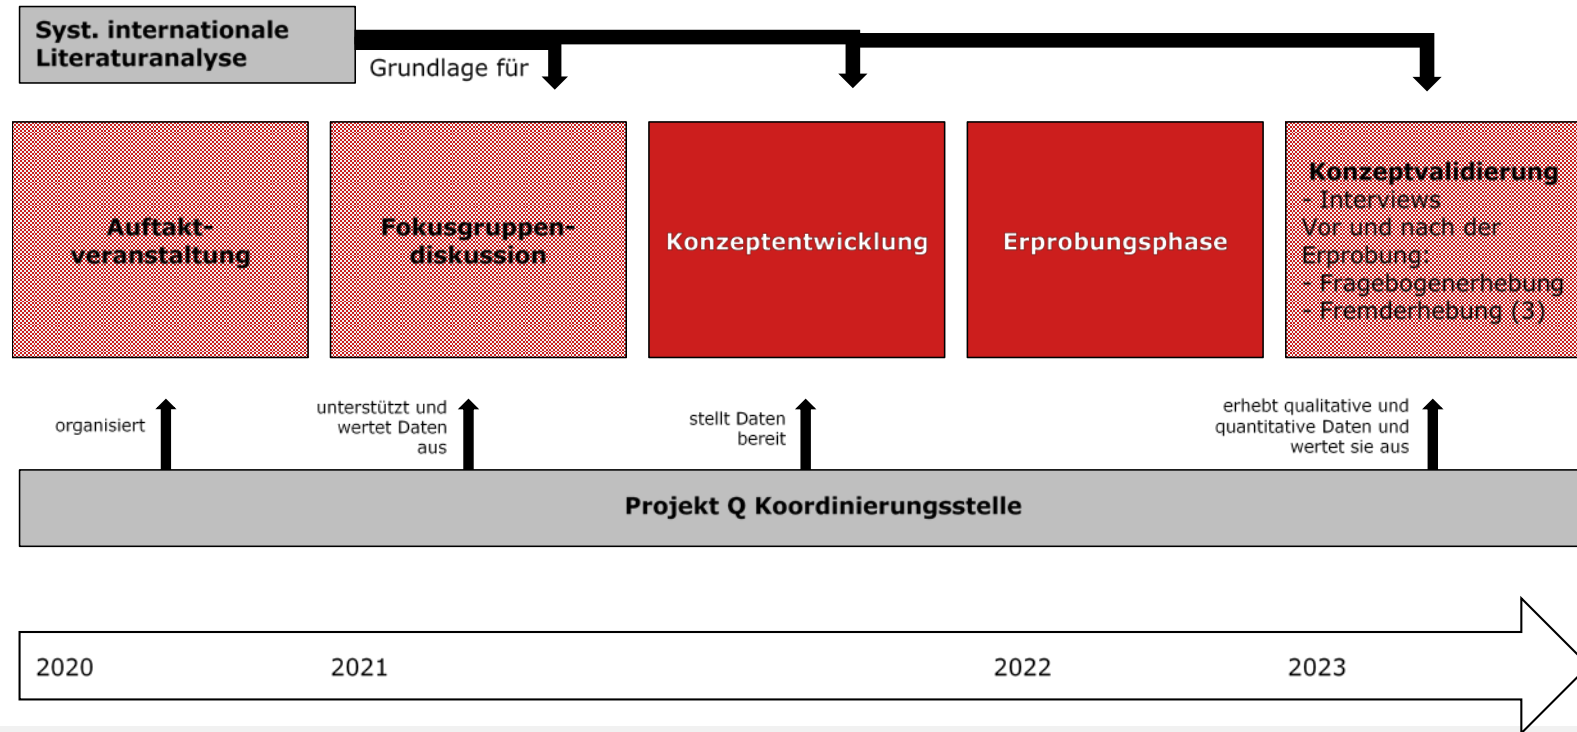 Syst. internationale
Literaturanalyse
Grundlage für
Auftakt-
veranstaltung
Fokusgruppen-
diskussion
Konzeptentwicklung
Erprobungsphase
Konzeptvalidierung
- Interviews
Vor und nach der
Erprobung:
- Fragebogenerhebung
- Fremderhebung (3)
organisiert
unterstützt und
wertet Daten
aus
stellt Daten
bereit
erhebt qualitative und
quantitative Daten und
wertet sie aus
Projekt Q Koordinierungsstelle
2020
2021
2022
2023